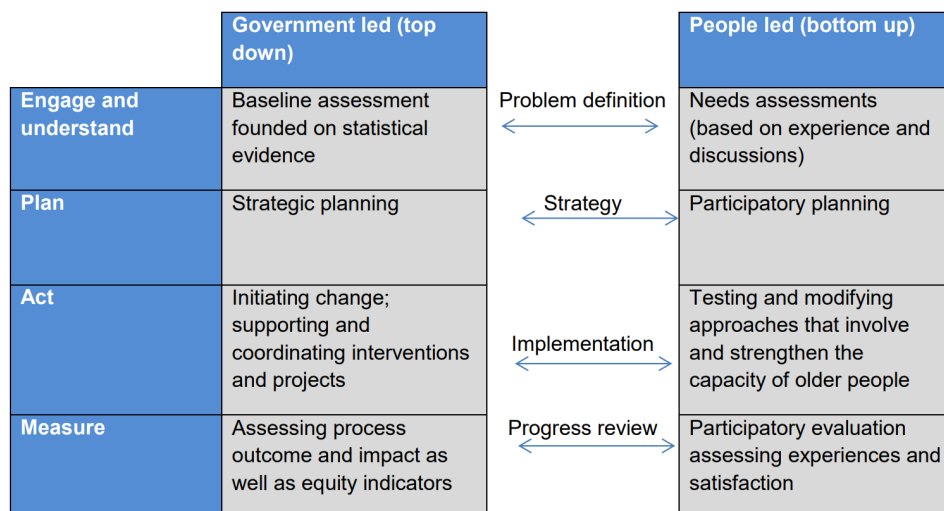 Government led (top
down)
People led (bottom up)
Engage and
understand
Baseline assessment
founded on statistical
evidence
Problem definition
Needs assessments
(based on experience and
discussions)
Plan
Strategic planning
Strategy
Participatory planning
Act
Initiating change;
supporting and
coordinating interventions
and projects
Implementation
Testing and modifying
approaches that involve
and strengthen the
capacity of older people
Measure
Assessing process
outcome and impact as
well as equity indicators
Progress review
Participatory evaluation
assessing experiences and
satisfaction